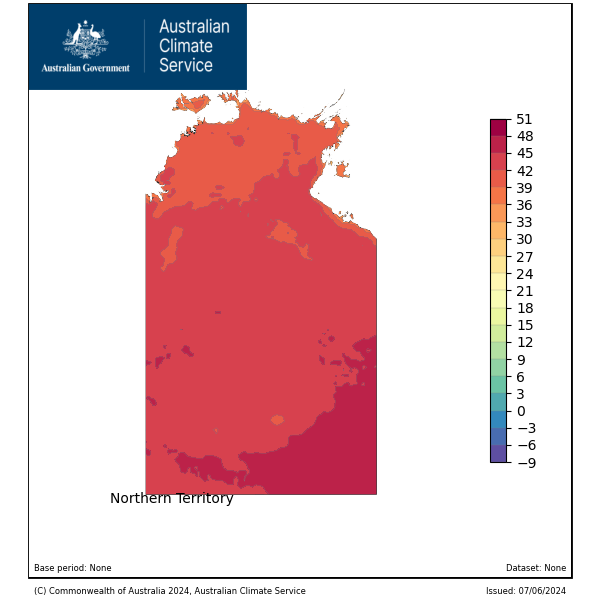 Australian Government
Australian
Climate
Service
51
48
45
42
39
36
33
30
27
24
21
18
15
12
9
6
3
0
−3
−6
−9
Northern Territory
Base period: None
Dataset: None
(C) Commonwealth of Australia 2024, Australian Climate Service
Issued: 07/06/2024